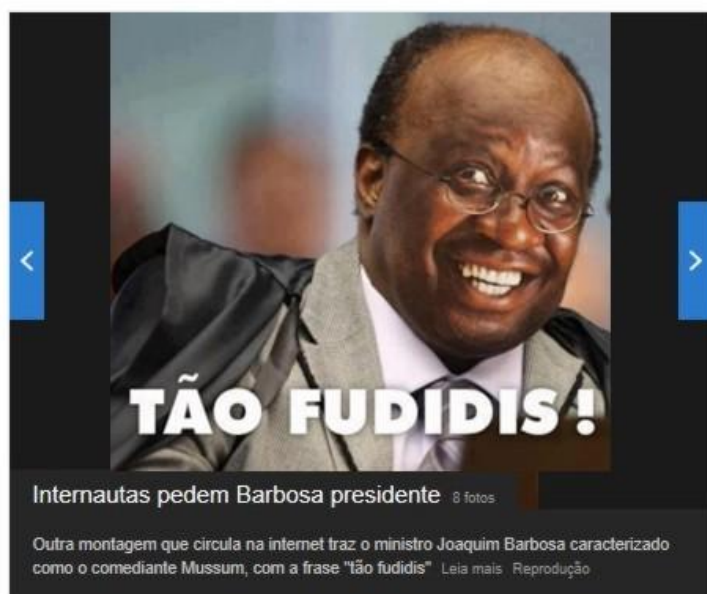 TÃO FUDIDIS!
Internautas pedem Barbosa presidente 8 fotos
Outra montagem que circula na internet traz o ministro Joaquim Barbosa caracterizado
como o comediante Mussum, com a frase "tão fudidis" Leia mais Reprodução